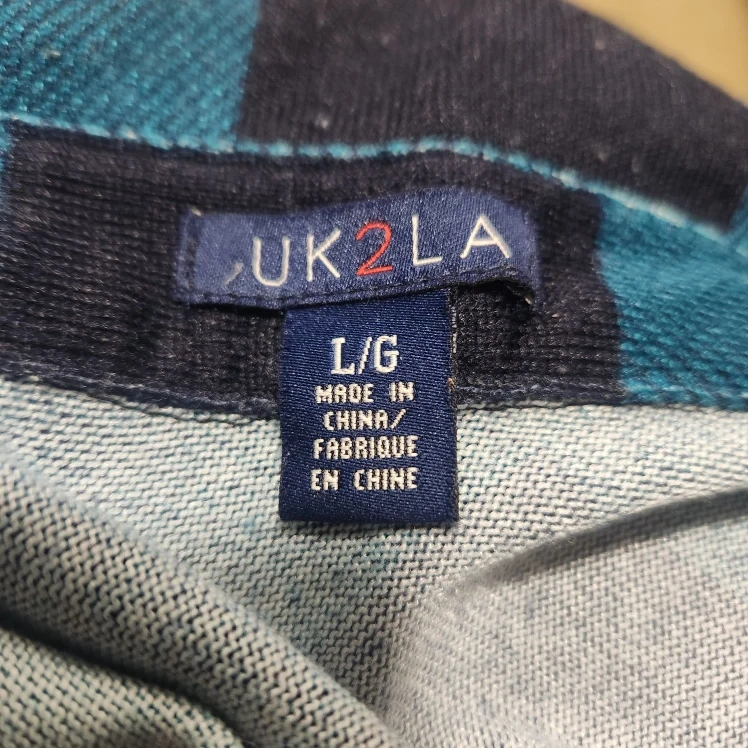 UK2LA
L/G
MADE IN
CHINA/
FABRIQUE
EN CHINE